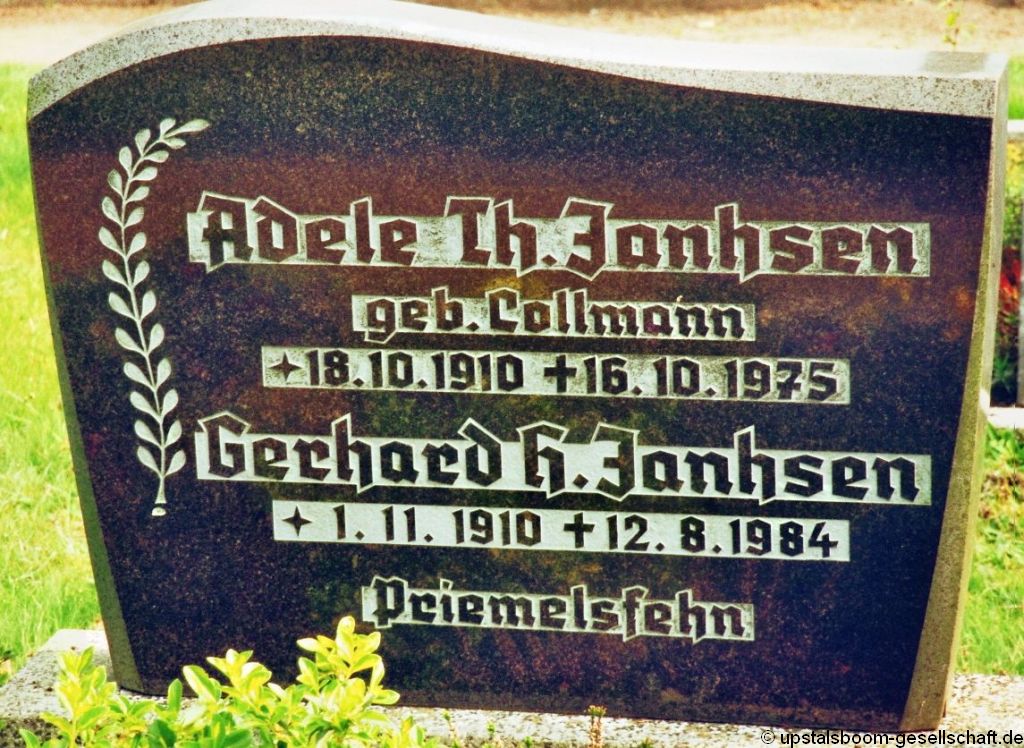 Adele Th. Janhsen
geb. Collmann
✦ 18.10.1910 ✝ 16.10.1975
Gerhard H. Janhsen
✦ 1.11.1910 ✝ 12.8.1984
Priemelsfehn
© upstalsboom-gesellschaft.de